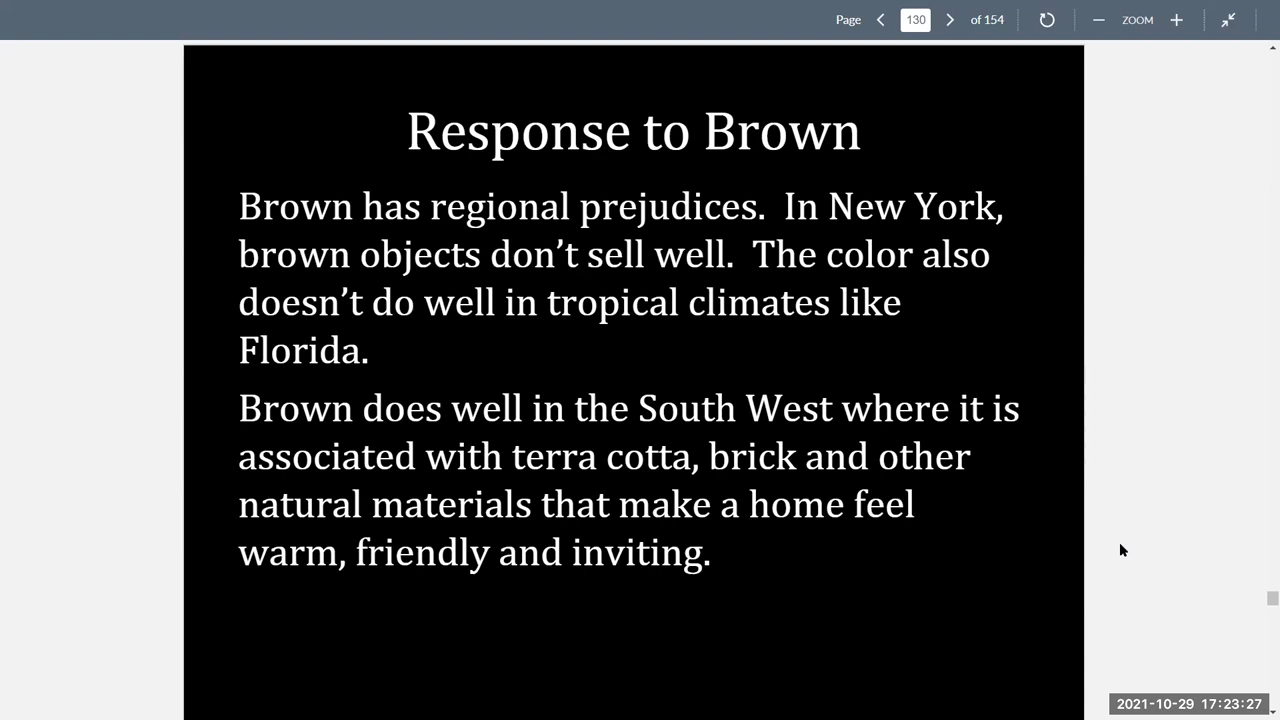 Page 130 of 154 ZOOM
Response to Brown
Brown has regional prejudices.  In New York,
brown objects don’t sell well.  The color also
doesn’t do well in tropical climates like
Florida.
Brown does well in the South West where it is
associated with terra cotta, brick and other
natural materials that make a home feel
warm, friendly and inviting.
2021-10-29 17:23:27